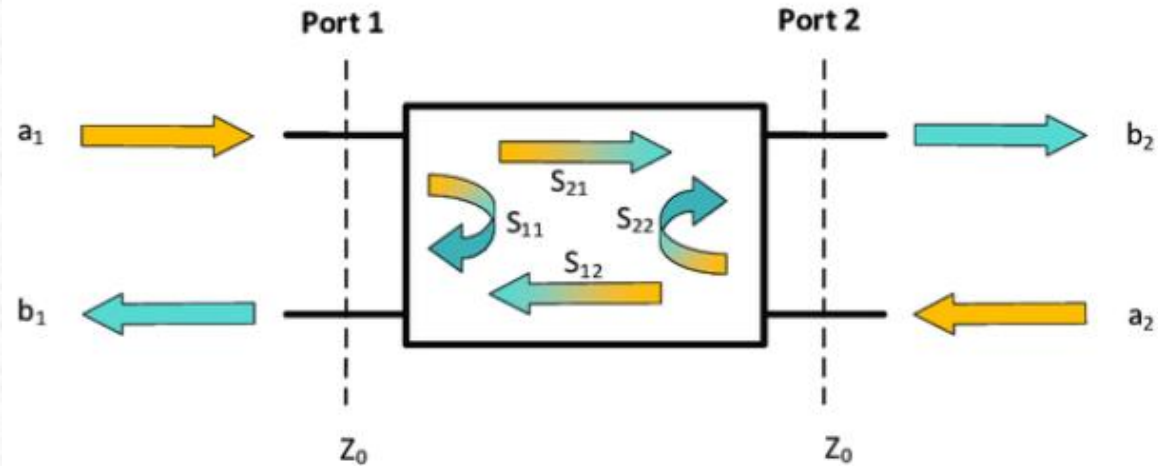 Port 1
Port 2
a₁
b₂
S₂₁
S₁₁
S₂₂
S₁₂
b₁
a₂
Z₀
Z₀